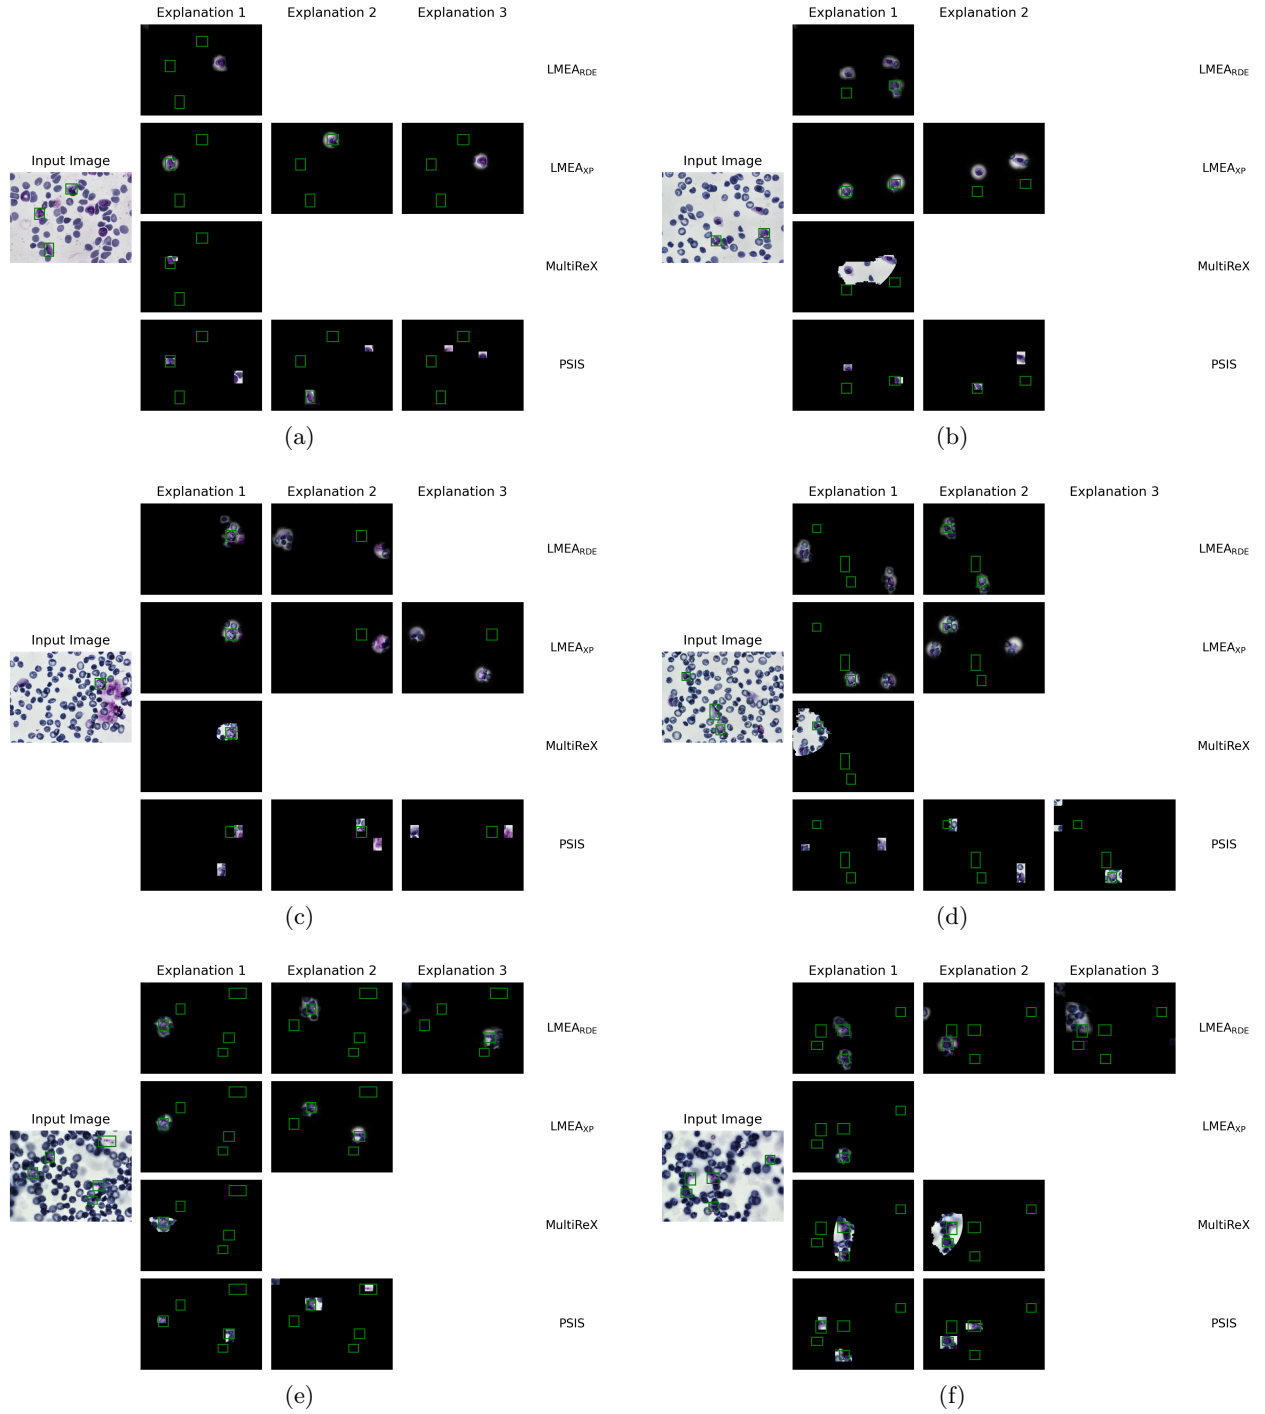 Explanation 1 Explanation 2 Explanation 3
LMEA_RDE
LMEA_XP
Input Image
MultiReX
PSIS
(a)
Explanation 1 Explanation 2
LMEA_RDE
LMEA_XP
Input Image
MultiReX
PSIS
(b)
Explanation 1 Explanation 2 Explanation 3
LMEA_RDE
Input Image
LMEA_XP
MultiReX
PSIS
(c)
Explanation 1 Explanation 2 Explanation 3
LMEA_RDE
Input Image
LMEA_XP
MultiReX
PSIS
(d)
Explanation 1 Explanation 2 Explanation 3
LMEA_RDE
Input Image
LMEA_XP
MultiReX
PSIS
(e)
Explanation 1 Explanation 2 Explanation 3
LMEA_RDE
Input Image
LMEA_XP
MultiReX
PSIS
(f)